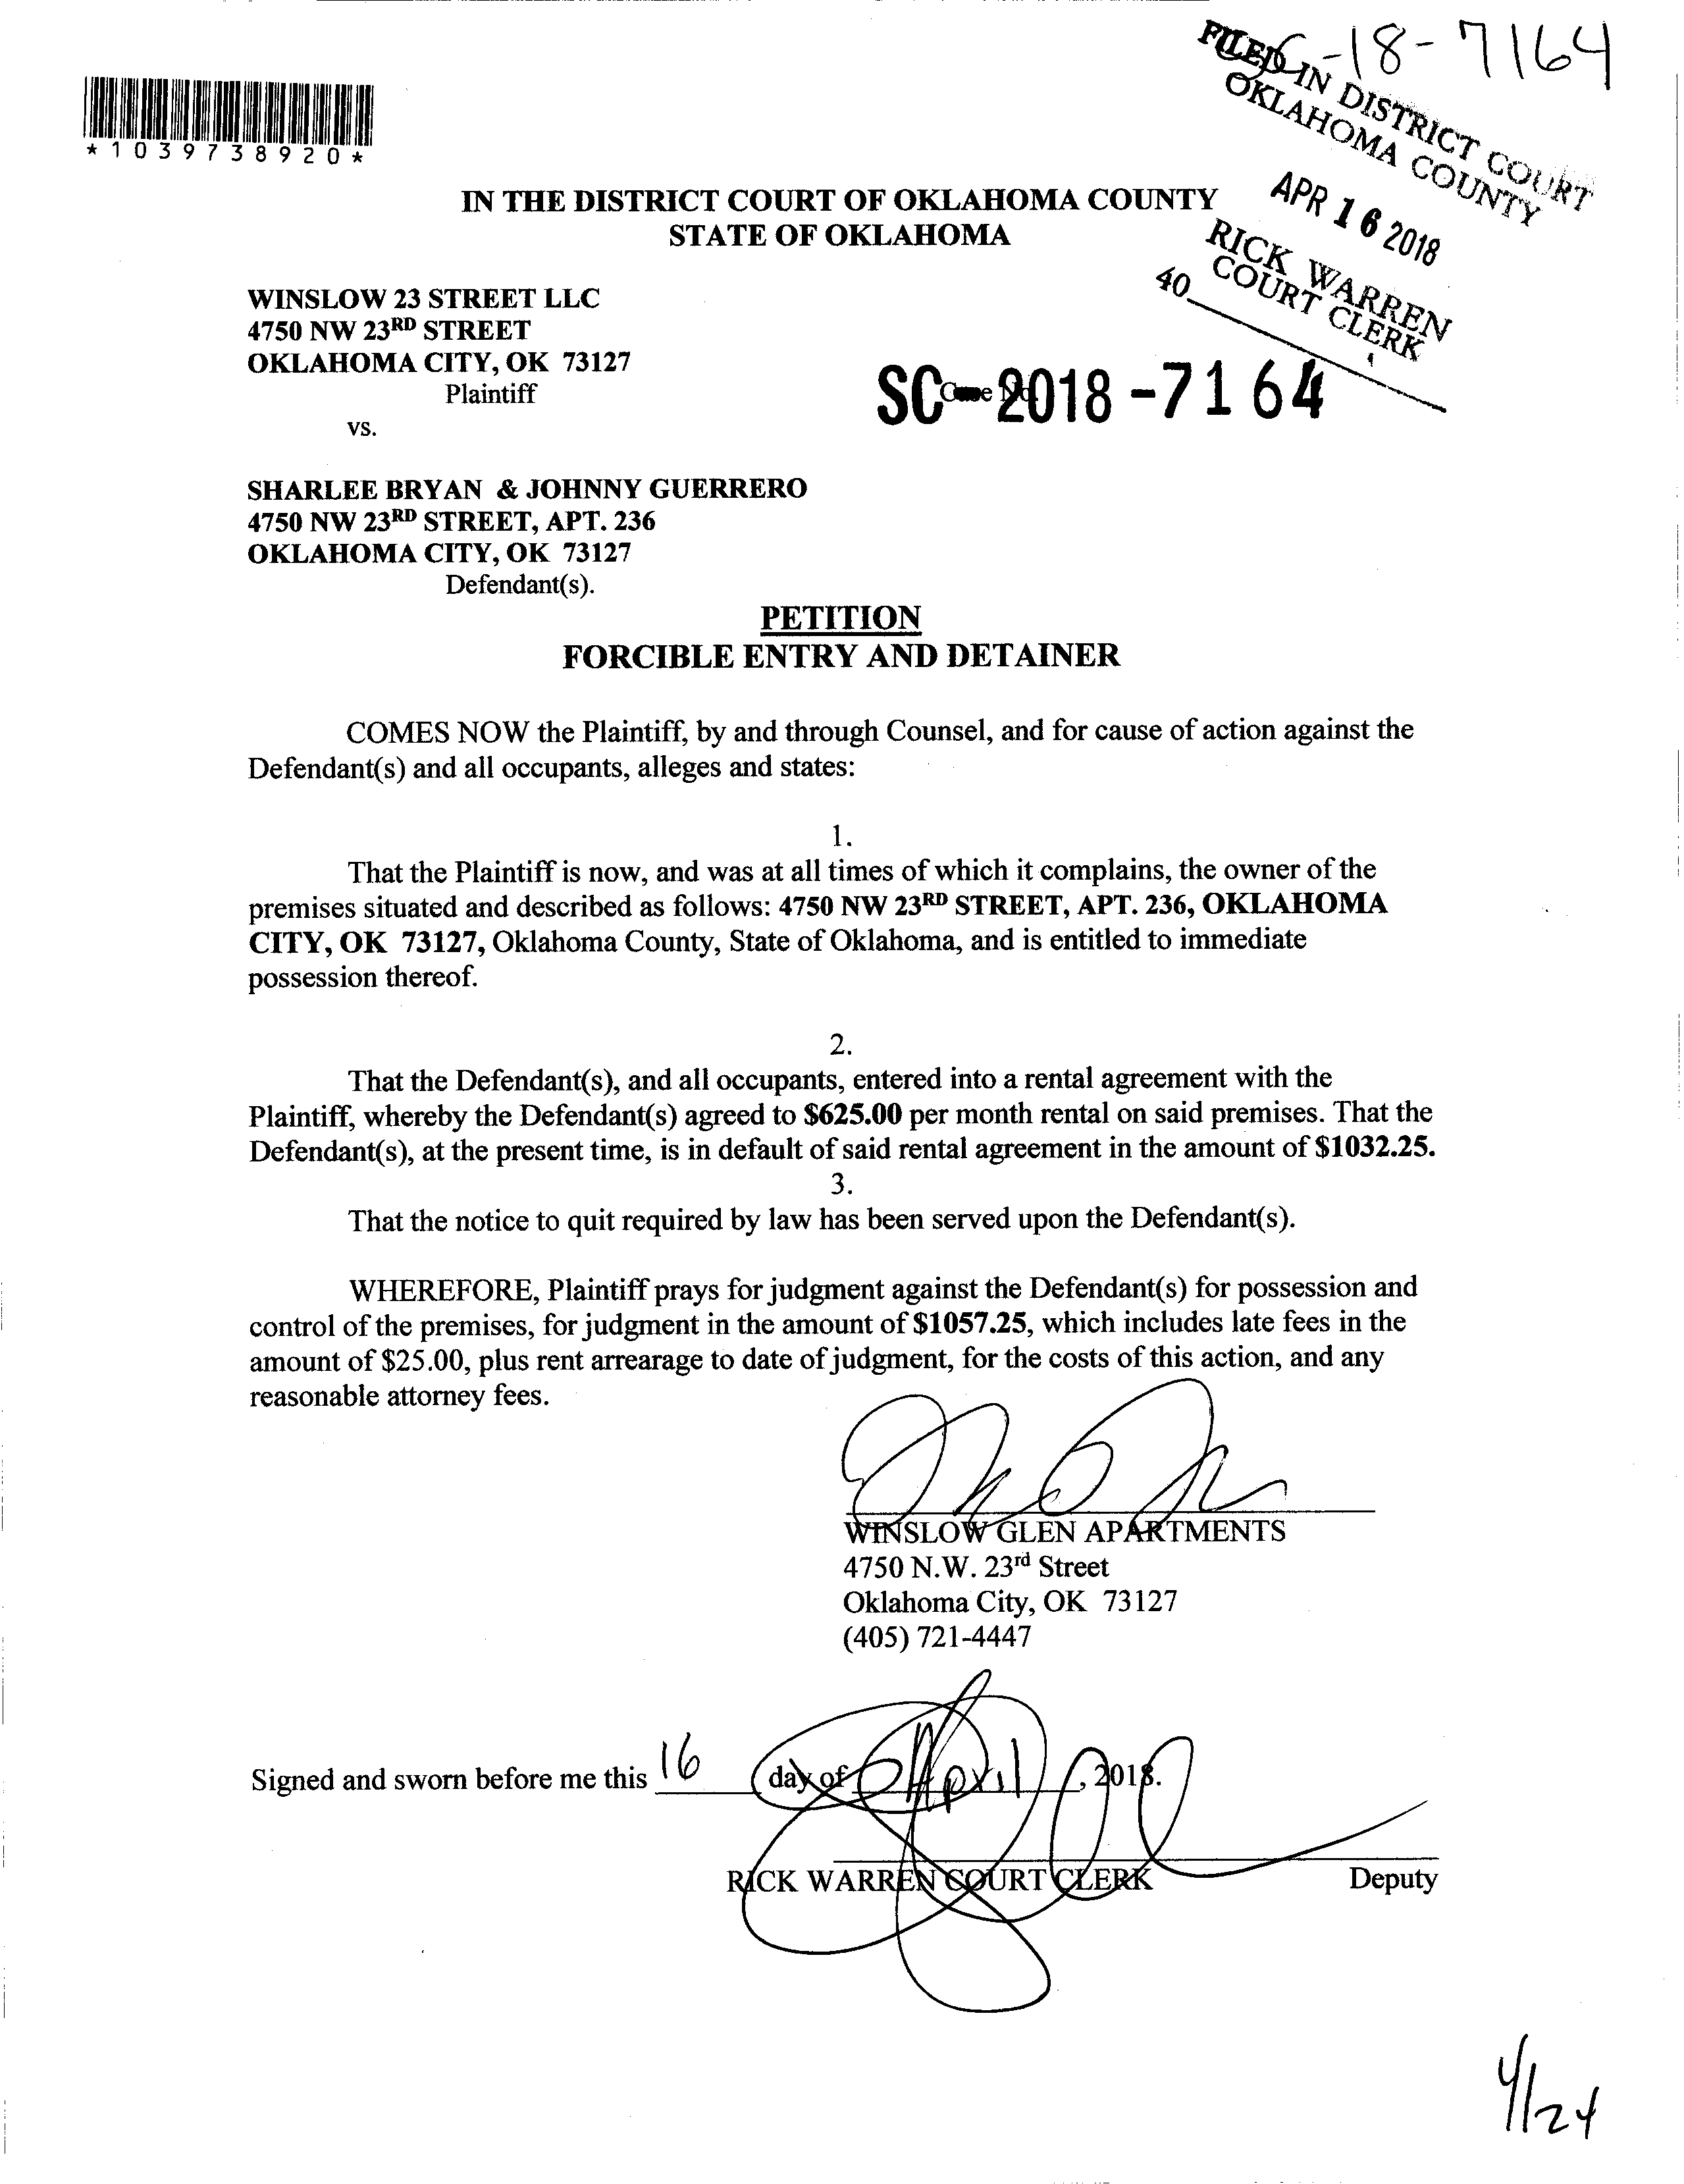 SC-18-7164
FILED IN DISTRICT COURT
OKLAHOMA COUNTY
APR 16 2018
RICK WARREN
COURT CLERK
40
*1039738920*
IN THE DISTRICT COURT OF OKLAHOMA COUNTY
STATE OF OKLAHOMA
WINSLOW 23 STREET LLC
4750 NW 23RD STREET
OKLAHOMA CITY, OK 73127
Plaintiff
Case No.
SC-2018-7164
vs.
SHARLEE BRYAN & JOHNNY GUERRERO
4750 NW 23RD STREET, APT. 236
OKLAHOMA CITY, OK 73127
Defendant(s).
PETITION
FORCIBLE ENTRY AND DETAINER
COMES NOW the Plaintiff, by and through Counsel, and for cause of action against the
Defendant(s) and all occupants, alleges and states:
1.
That the Plaintiff is now, and was at all times of which it complains, the owner of the
premises situated and described as follows: 4750 NW 23RD STREET, APT. 236, OKLAHOMA
CITY, OK 73127, Oklahoma County, State of Oklahoma, and is entitled to immediate
possession thereof.
2.
That the Defendant(s), and all occupants, entered into a rental agreement with the
Plaintiff, whereby the Defendant(s) agreed to $625.00 per month rental on said premises. That the
Defendant(s), at the present time, is in default of said rental agreement in the amount of $1032.25.
3.
That the notice to quit required by law has been served upon the Defendant(s).
WHEREFORE, Plaintiff prays for judgment against the Defendant(s) for possession and
control of the premises, for judgment in the amount of $1057.25, which includes late fees in the
amount of $25.00, plus rent arrearage to date of judgment, for the costs of this action, and any
reasonable attorney fees.
WINSLOW GLEN APARTMENTS
4750 N.W. 23rd Street
Oklahoma City, OK 73127
(405) 721-4447
Signed and sworn before me this 16 day of April, 2018.
RICK WARREN COURT CLERK Deputy
4/24